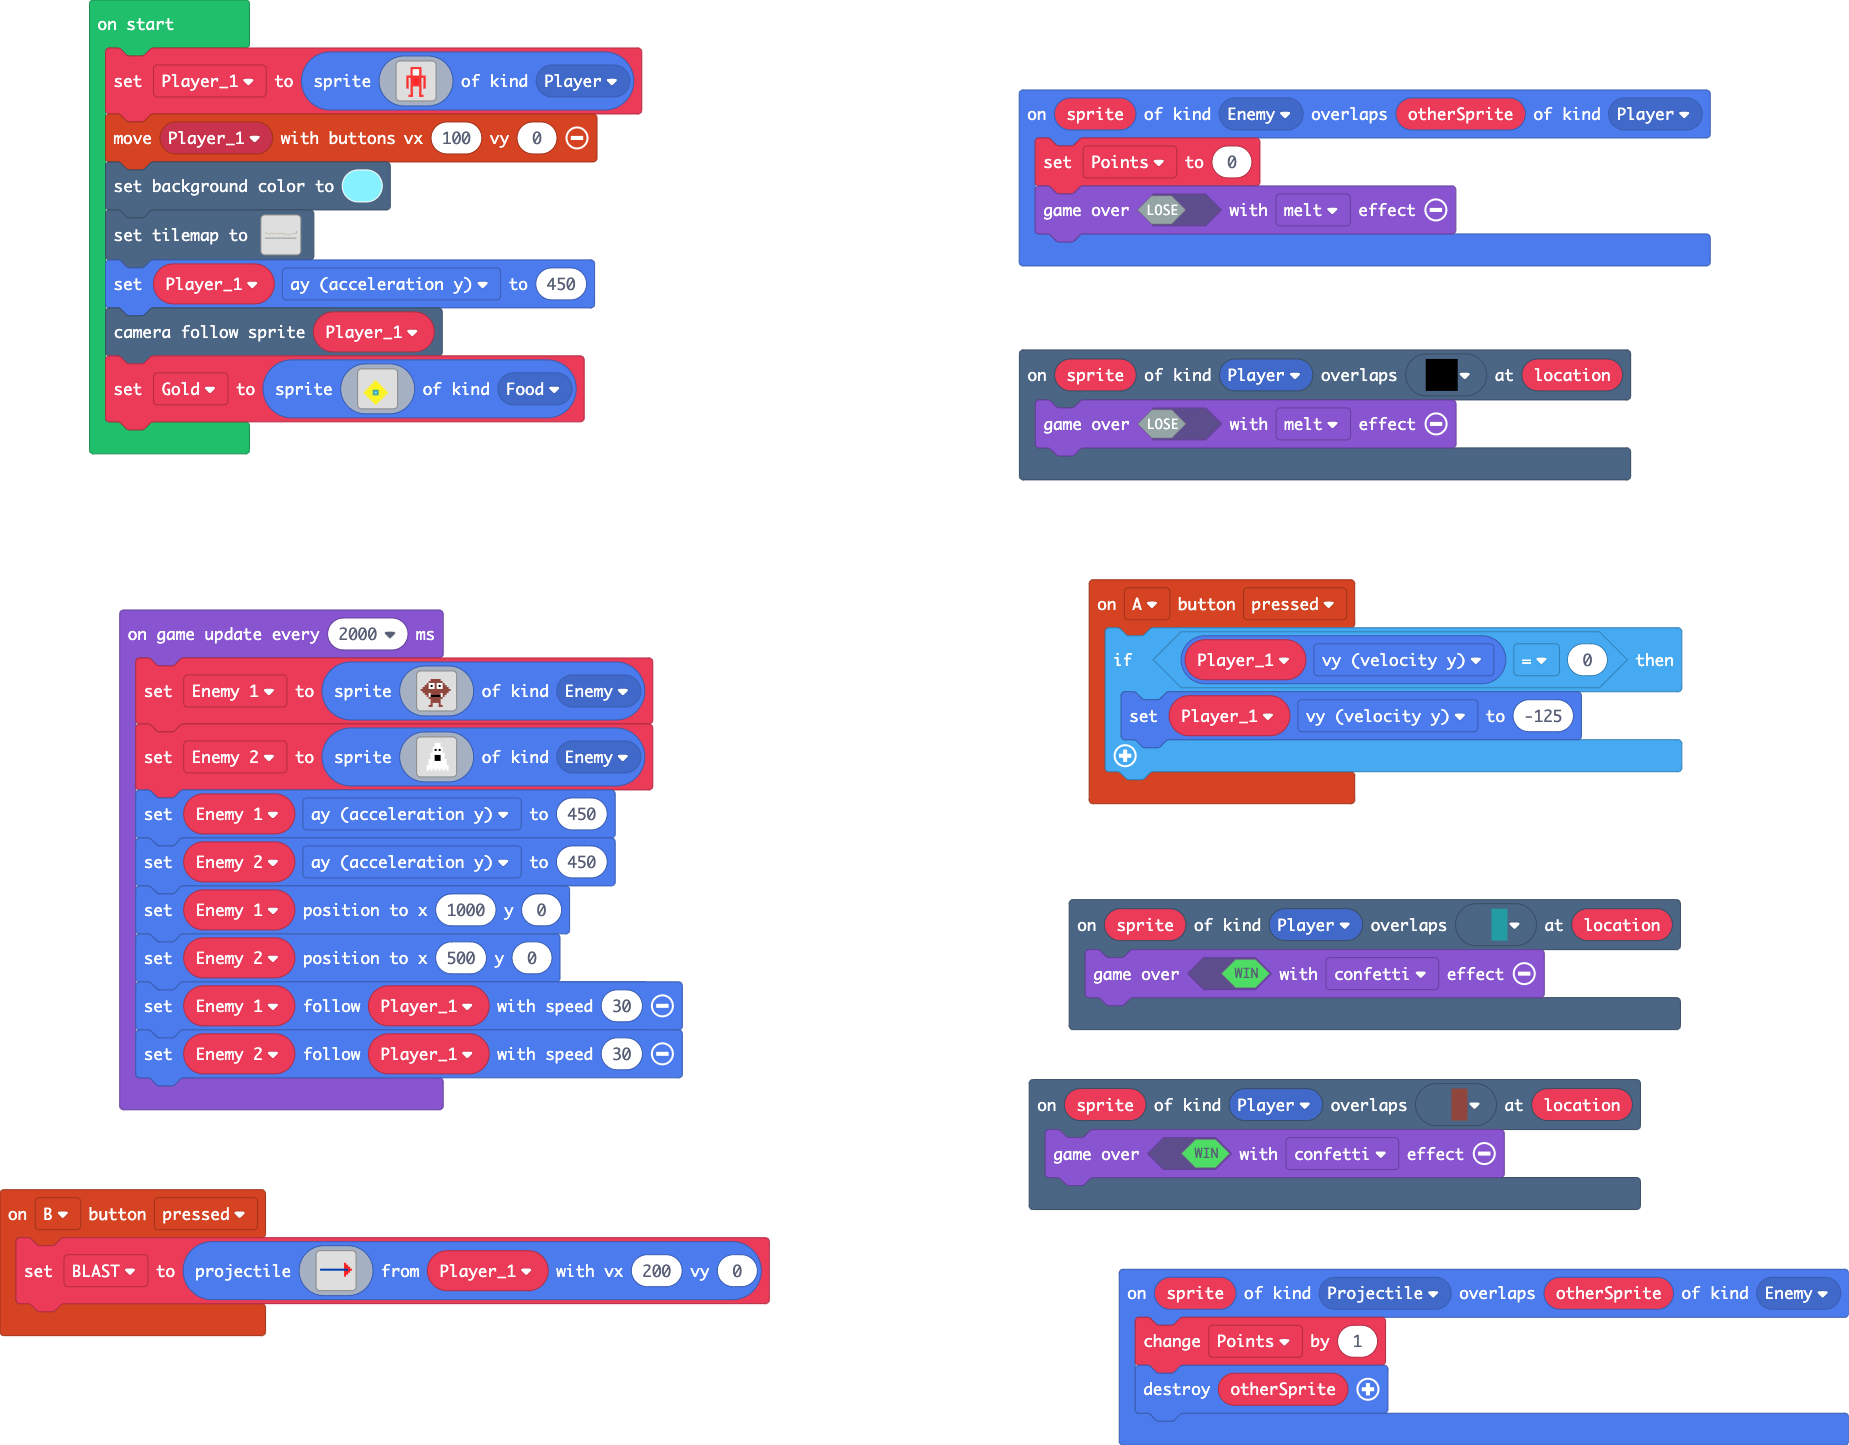 on start
set Player_1 to sprite of kind Player
move Player_1 with buttons vx 100 vy 0
set background color to
set tilemap to
set Player_1 ay (acceleration y) to 450
camera follow sprite Player_1
set Gold to sprite of kind Food
on game update every 2000 ms
set Enemy 1 to sprite of kind Enemy
set Enemy 2 to sprite of kind Enemy
set Enemy 1 ay (acceleration y) to 450
set Enemy 2 ay (acceleration y) to 450
set Enemy 1 position to x 1000 y 0
set Enemy 2 position to x 500 y 0
set Enemy 1 follow Player_1 with speed 30
set Enemy 2 follow Player_1 with speed 30
on B button pressed
set BLAST to projectile from Player_1 with vx 200 vy 0
on sprite of kind Enemy overlaps otherSprite of kind Player
set Points to 0
game over LOSE with melt effect
on sprite of kind Player overlaps at location
game over LOSE with melt effect
on A button pressed
if Player_1 vy (velocity y) = 0 then
set Player_1 vy (velocity y) to -125
on sprite of kind Player overlaps at location
game over WIN with confetti effect
on sprite of kind Player overlaps at location
game over WIN with confetti effect
on sprite of kind Projectile overlaps otherSprite of kind Enemy
change Points by 1
destroy otherSprite